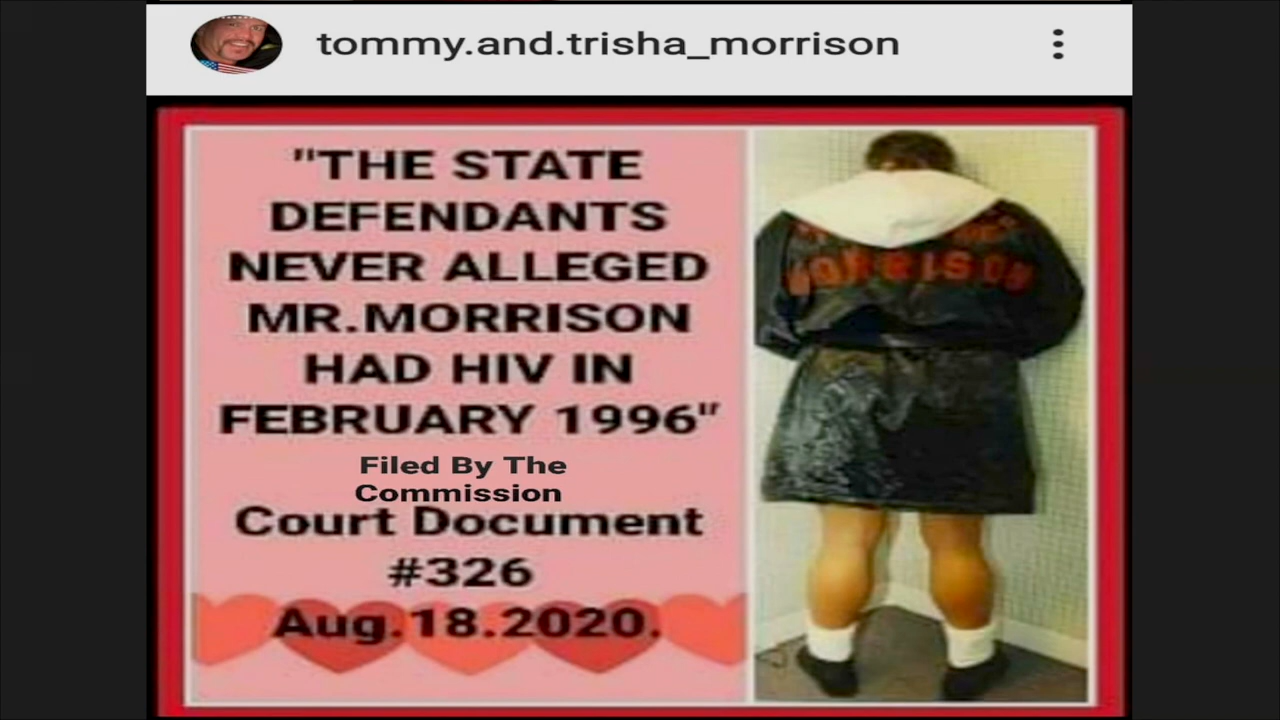 tommy.and.trisha_morrison
"THE STATE
DEFENDANTS
NEVER ALLEGED
MR.MORRISON
HAD HIV IN
FEBRUARY 1996"
Filed By The
Commission
Court Document
#326
Aug.18.2020.
MORRISON